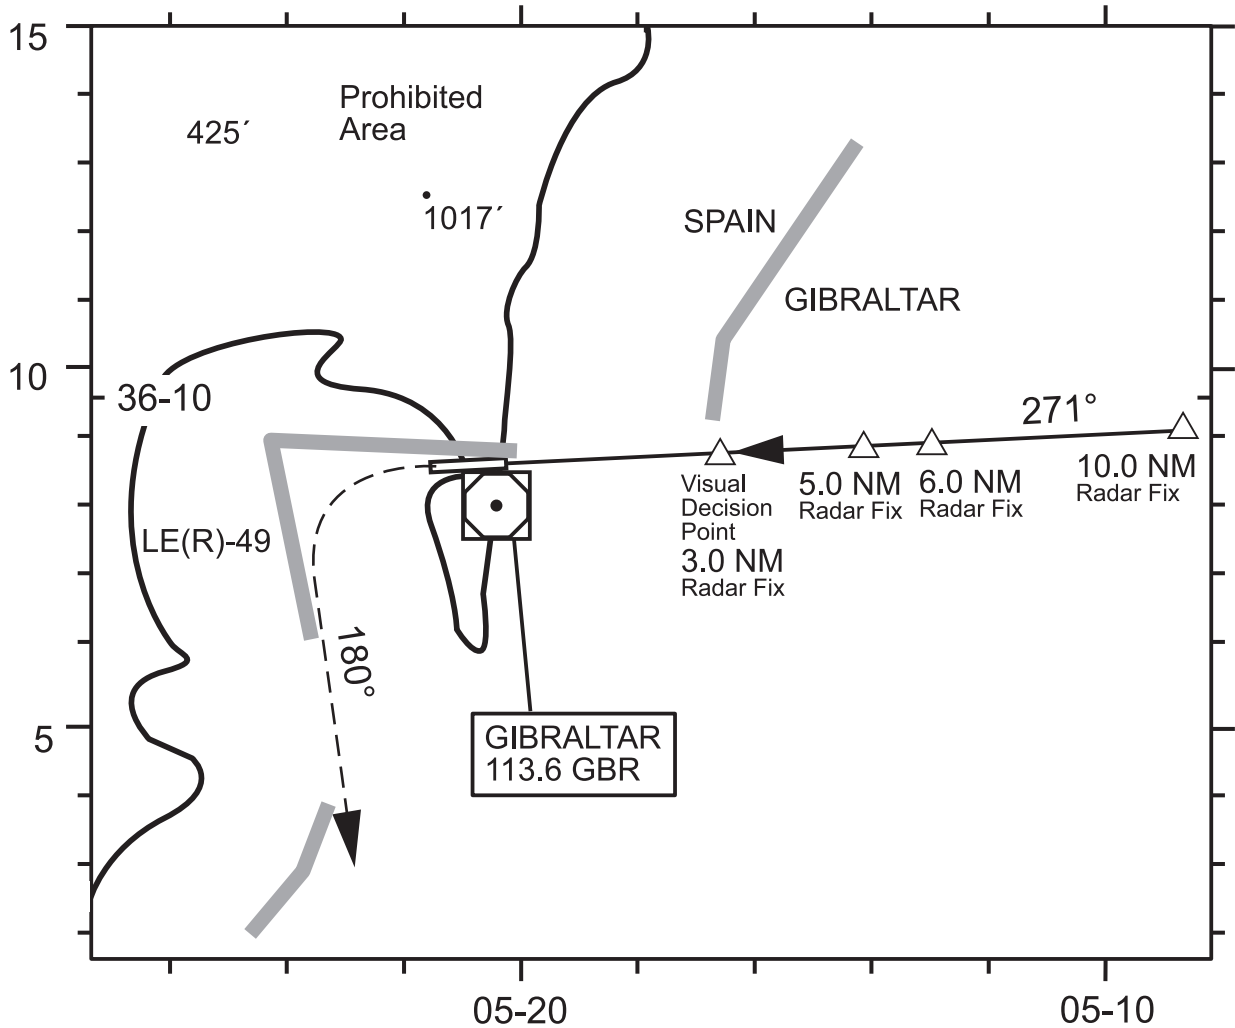 15
Prohibited
Area
425´
1017´
SPAIN
GIBRALTAR
10
36-10
271°
Visual
Decision
Point
3.0 NM
Radar Fix
5.0 NM
Radar Fix
6.0 NM
Radar Fix
10.0 NM
Radar Fix
LE(R)-49
180°
5
GIBRALTAR
113.6 GBR
05-20
05-10